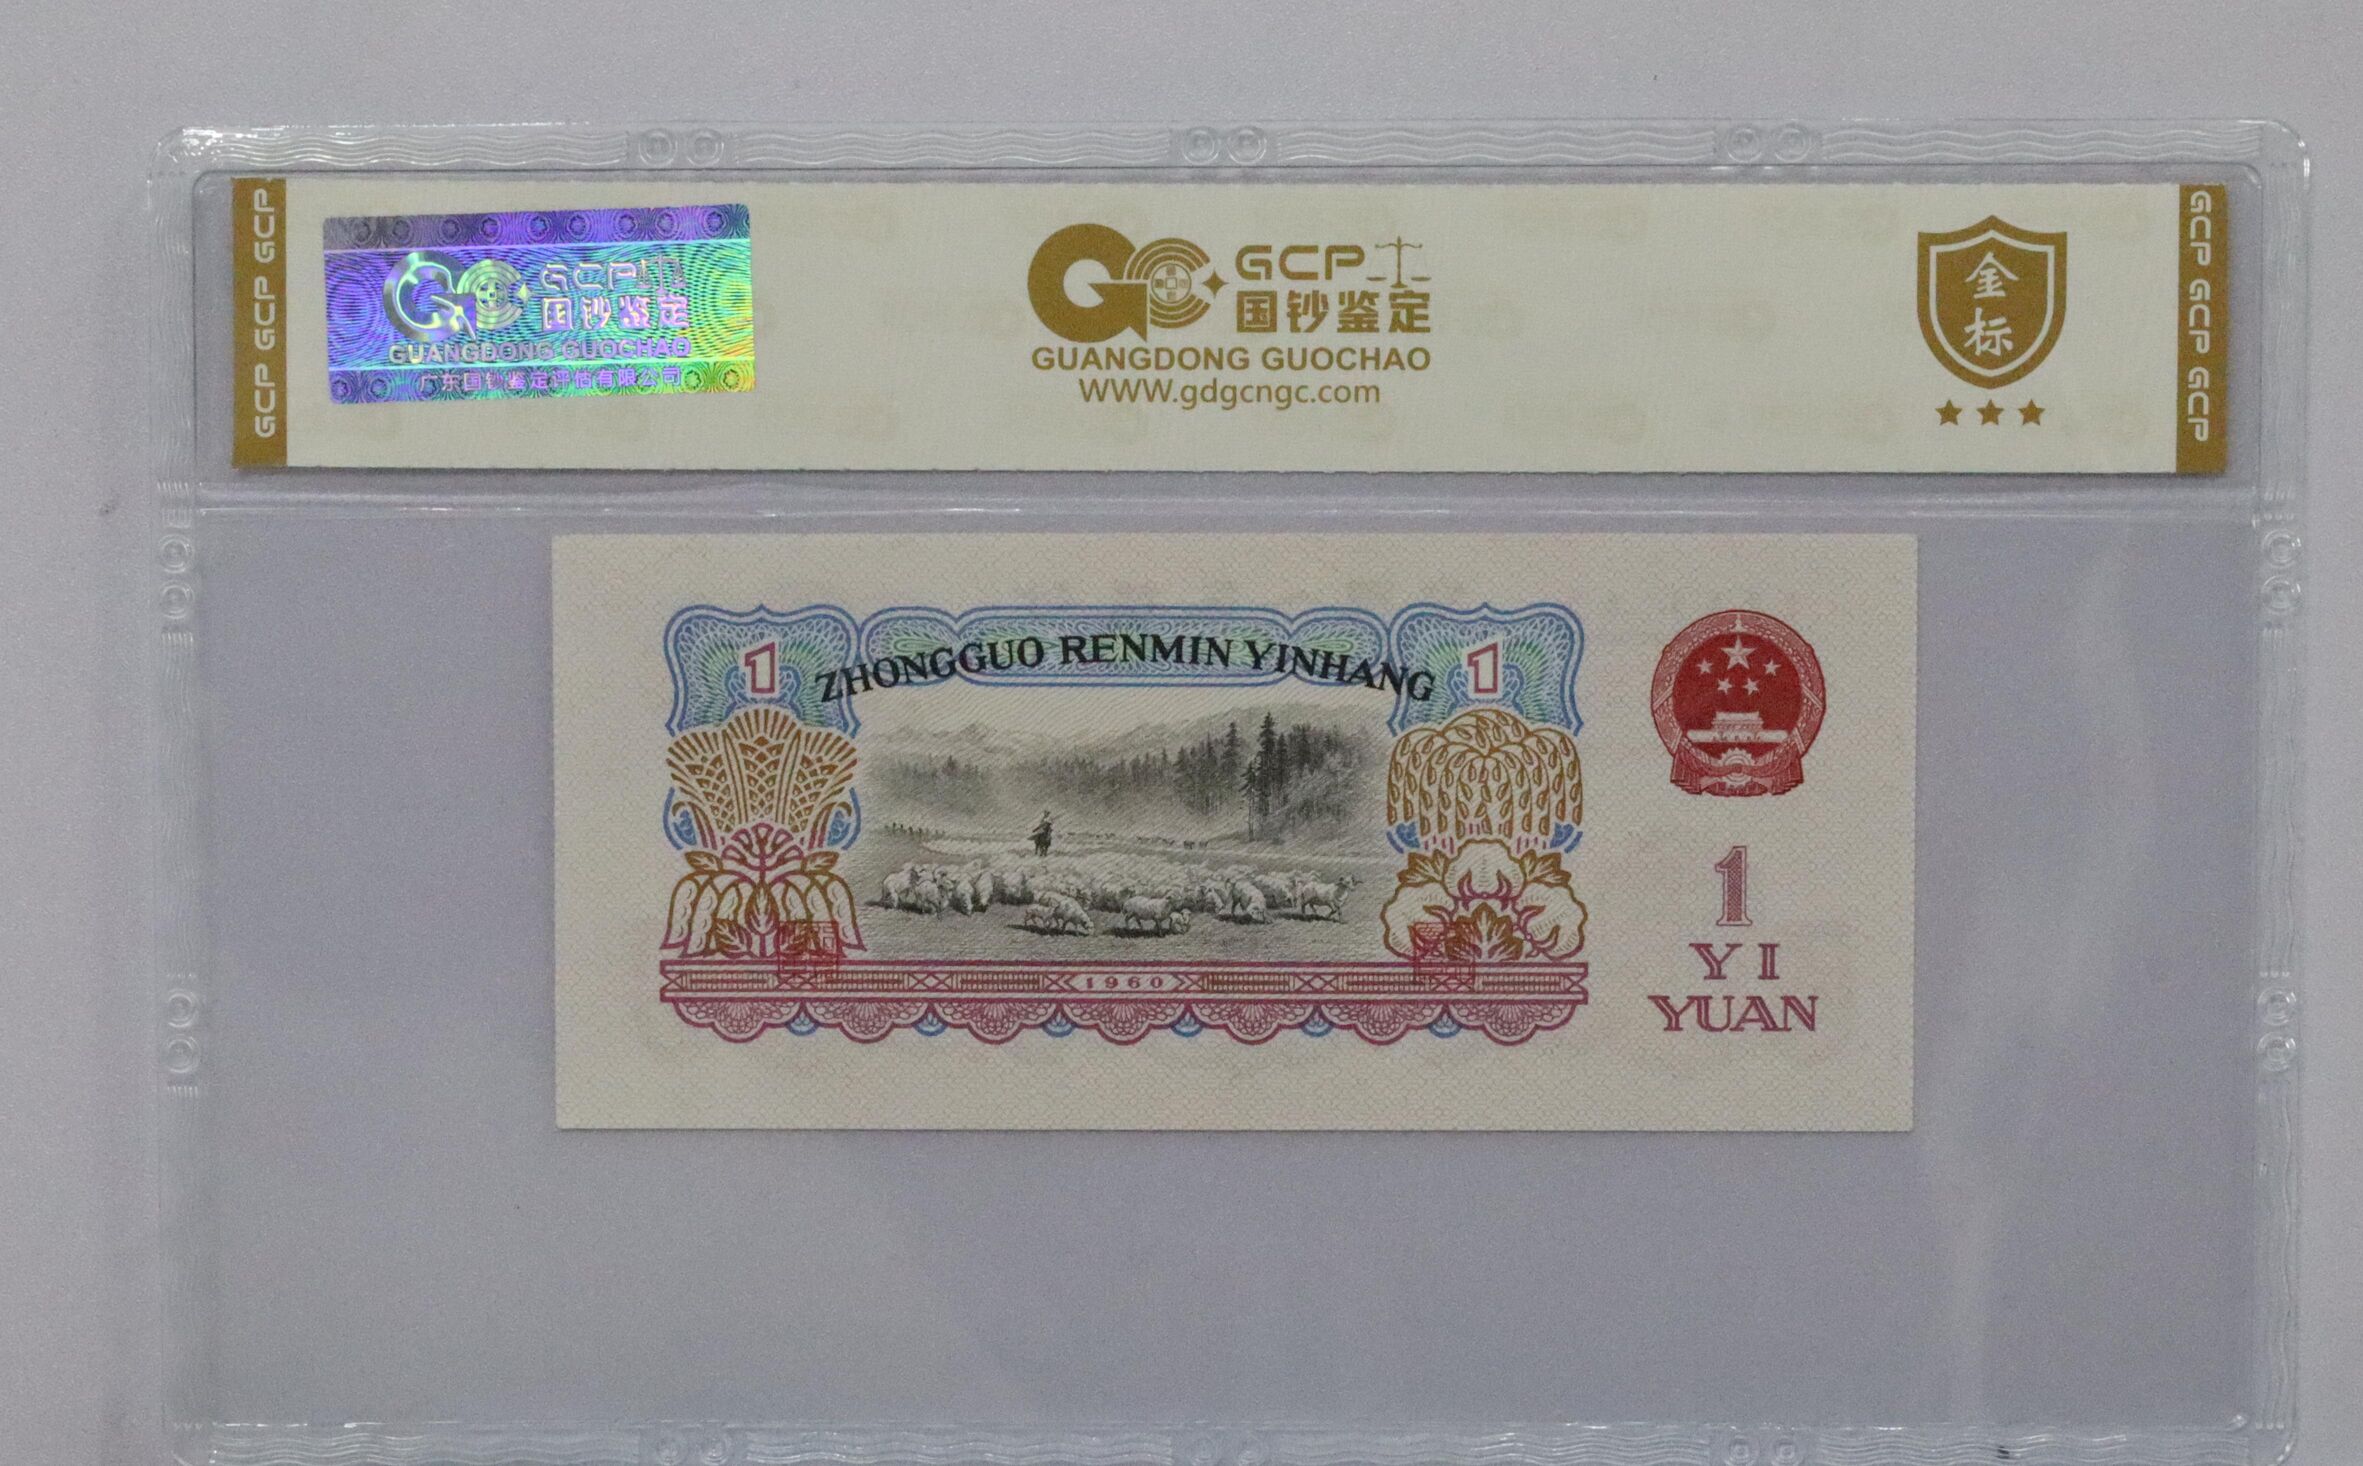 GCP GCP GCP
GCP
国钞鉴定
GUANGDONG GUOCHAO
广东国钞鉴定评估有限公司
GCP
国钞鉴定
GUANGDONG GUOCHAO
WWW.gdgcngc.com
金
标
GCP GCP GCP
1
ZHONGGUO RENMIN YINHANG
1
1960
1
YI
YUAN